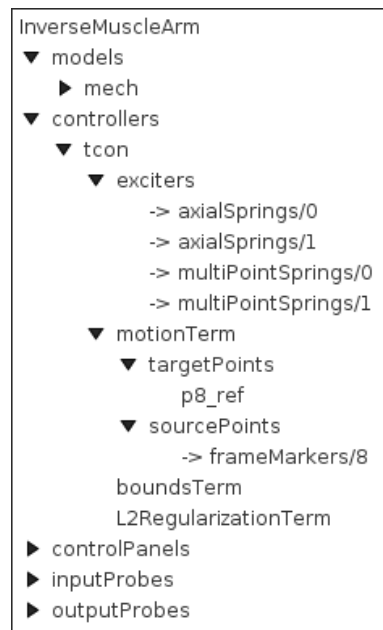 InverseMuscleArm
models
mech
controllers
tcon
exciters
-> axialSprings/0
-> axialSprings/1
-> multiPointSprings/0
-> multiPointSprings/1
motionTerm
targetPoints
p8_ref
sourcePoints
-> frameMarkers/8
boundsTerm
L2RegularizationTerm
controlPanels
inputProbes
outputProbes